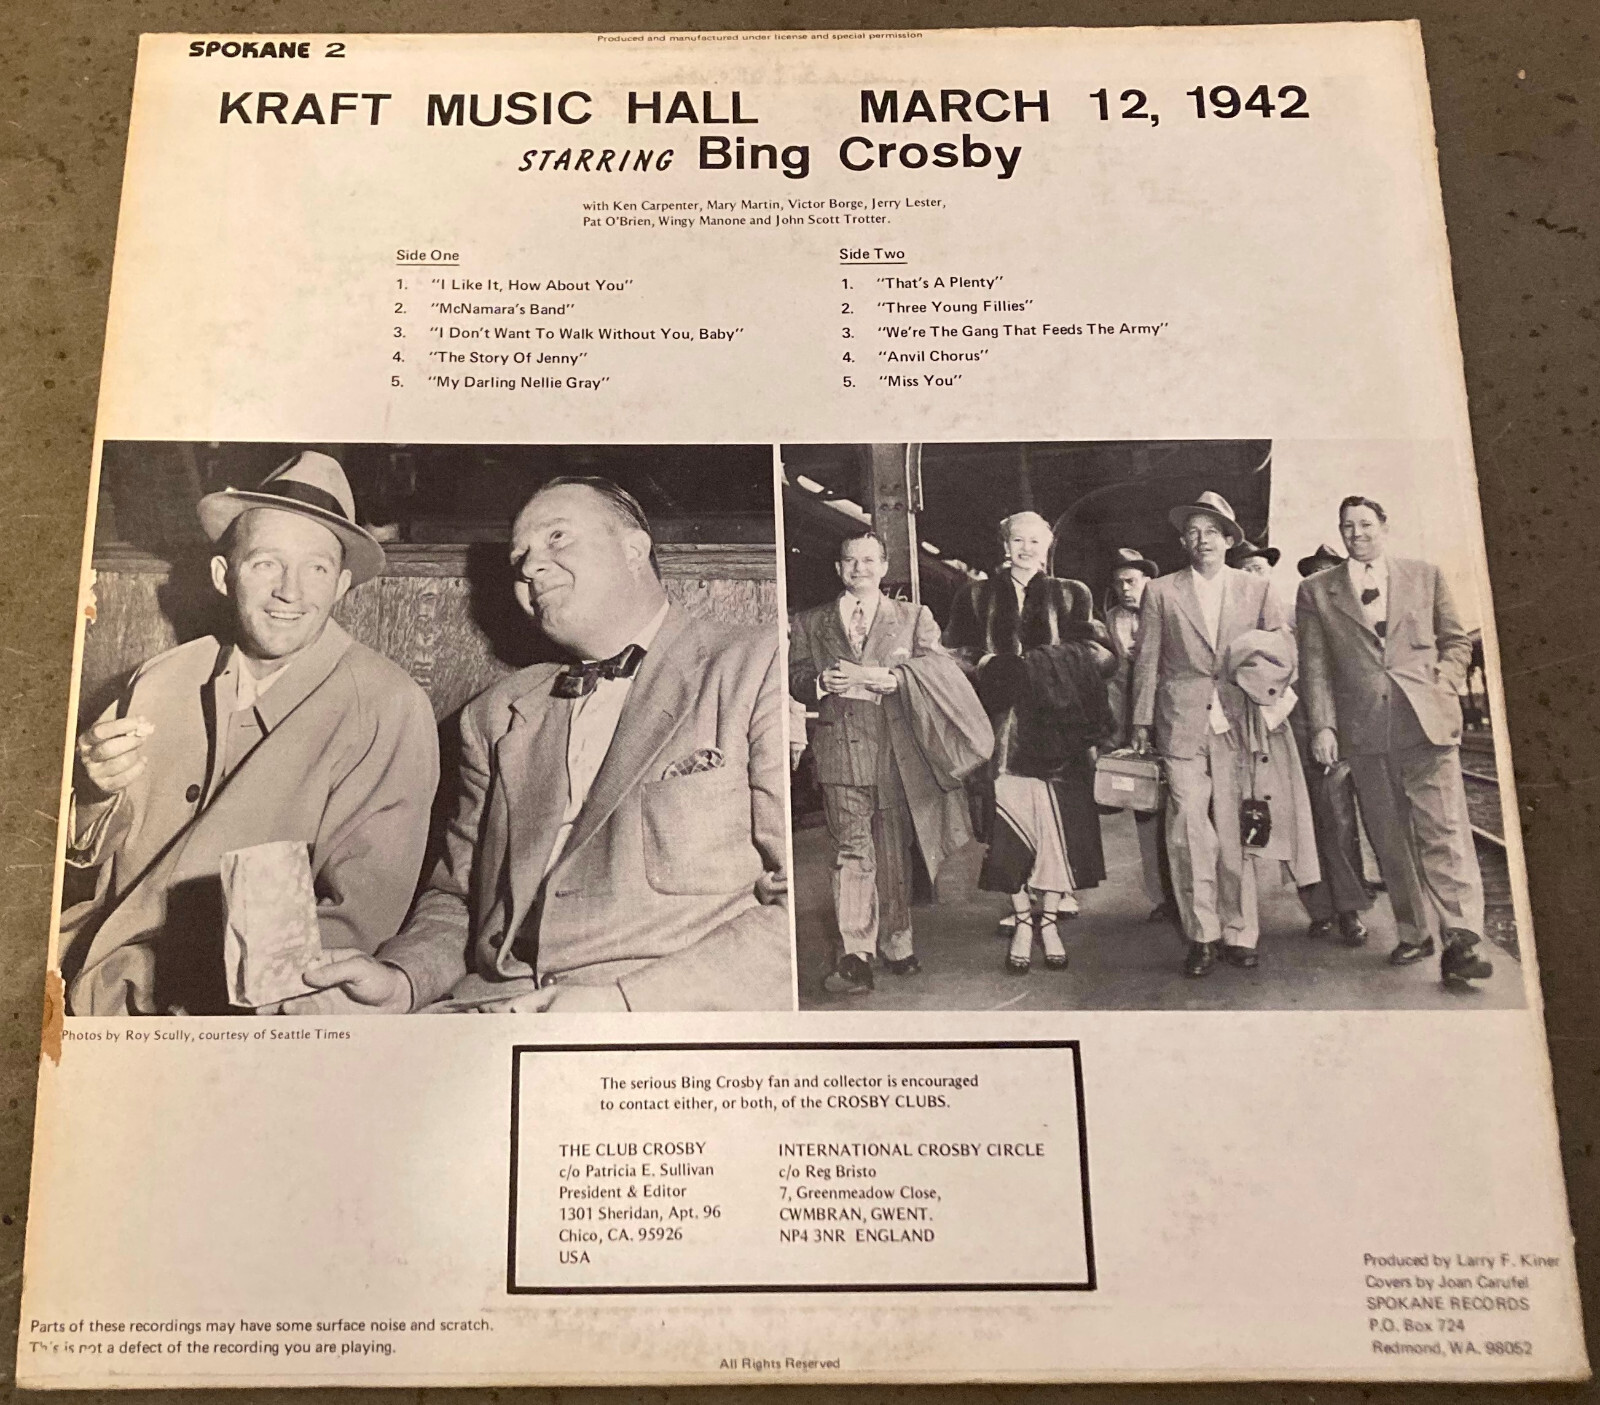 Produced and manufactured under license and special permission
SPOKANE 2
KRAFT MUSIC HALL MARCH 12, 1942
STARRING Bing Crosby
with Ken Carpenter, Mary Martin, Victor Borge, Jerry Lester,
Pat O'Brien, Wingy Manone and John Scott Trotter.
Side One
1. "I Like It, How About You"
2. "McNamara's Band"
3. "I Don't Want To Walk Without You, Baby"
4. "The Story Of Jenny"
5. "My Darling Nellie Gray"
Side Two
1. "That's A Plenty"
2. "Three Young Fillies"
3. "We're The Gang That Feeds The Army"
4. "Anvil Chorus"
5. "Miss You"
Photos by Roy Scully, courtesy of Seattle Times
The serious Bing Crosby fan and collector is encouraged
to contact either, or both, of the CROSBY CLUBS.
THE CLUB CROSBY
c/o Patricia E. Sullivan
President & Editor
1301 Sheridan, Apt. 96
Chico, CA. 95926
USA
INTERNATIONAL CROSBY CIRCLE
c/o Reg Bristo
7, Greenmeadow Close,
CWMBRAN, GWENT.
NP4 3NR ENGLAND
Produced by Larry F. Kiner
Covers by Joan Carufel
SPOKANE RECORDS
P.O. Box 724
Redmond, WA. 98052
Parts of these recordings may have some surface noise and scratch.
This is not a defect of the recording you are playing.
All Rights Reserved